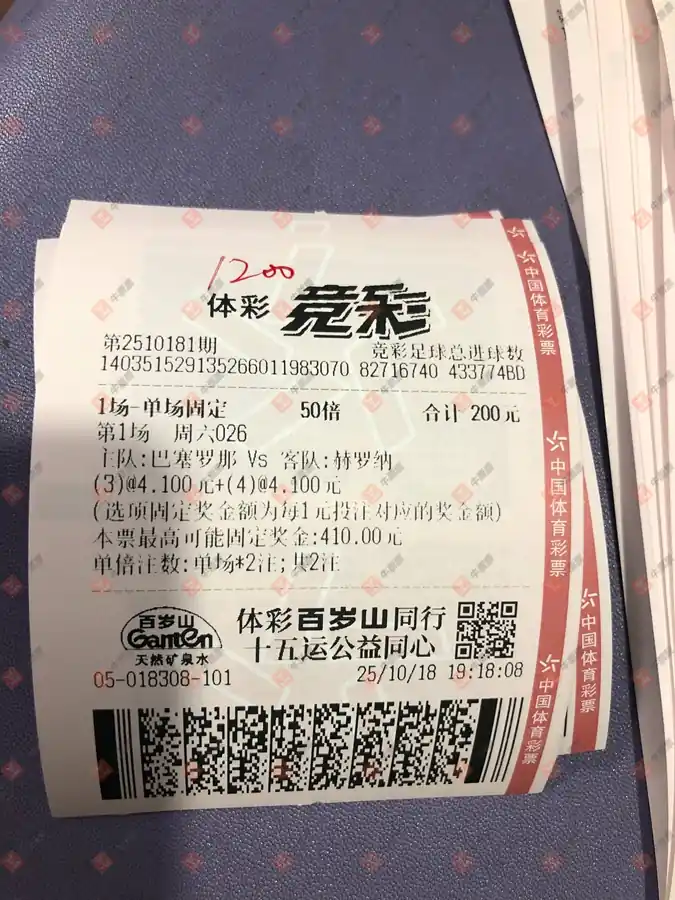 1200
体彩 竞彩
第2510181期 竞彩足球总进球数
140351529135266011983070 82716740 433774BD
1场-单场固定 50倍 合计 200元
第1场 周六026
主队:巴塞罗那 Vs 客队:赫罗纳
(3)@4.100元+(4)@4.100元
(选项固定奖金额为每1元投注对应的奖金额)
本票最高可能固定奖金:410.00元
单倍注数:单场*2注;共2注
百岁山
Ganten
天然矿泉水
体彩百岁山同行
十五运公益同心
05-018308-101 25/10/18 19:18:08
中国体育彩票
中国体育彩票
中国体育彩票
中国体育彩票